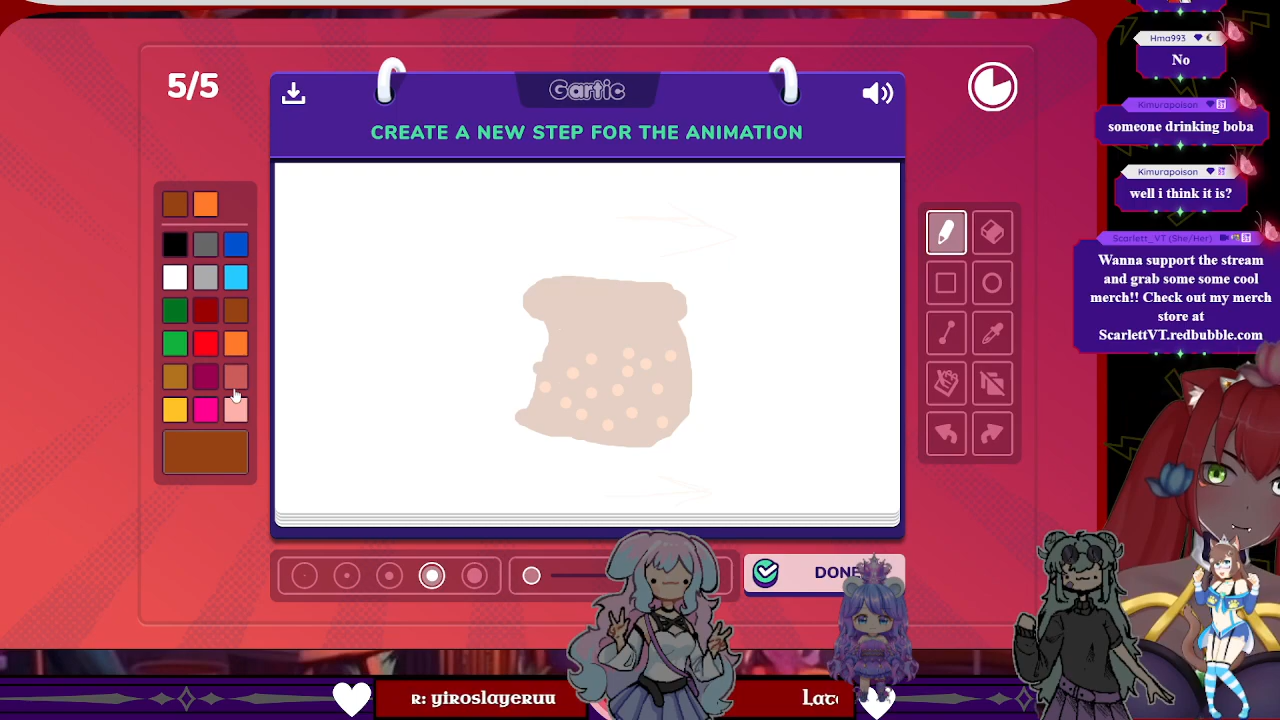 5/5
Gartic
CREATE A NEW STEP FOR THE ANIMATION
Hma993
No
Kimurapoison
someone drinking boba
Kimurapoison
well i think it is?
Scarlett_VT (She/Her)
Wanna support the stream
and grab some some cool
merch!! Check out my merch
store at
ScarlettVT.redbubble.com
DONE
R: yiroslayeruu
Late